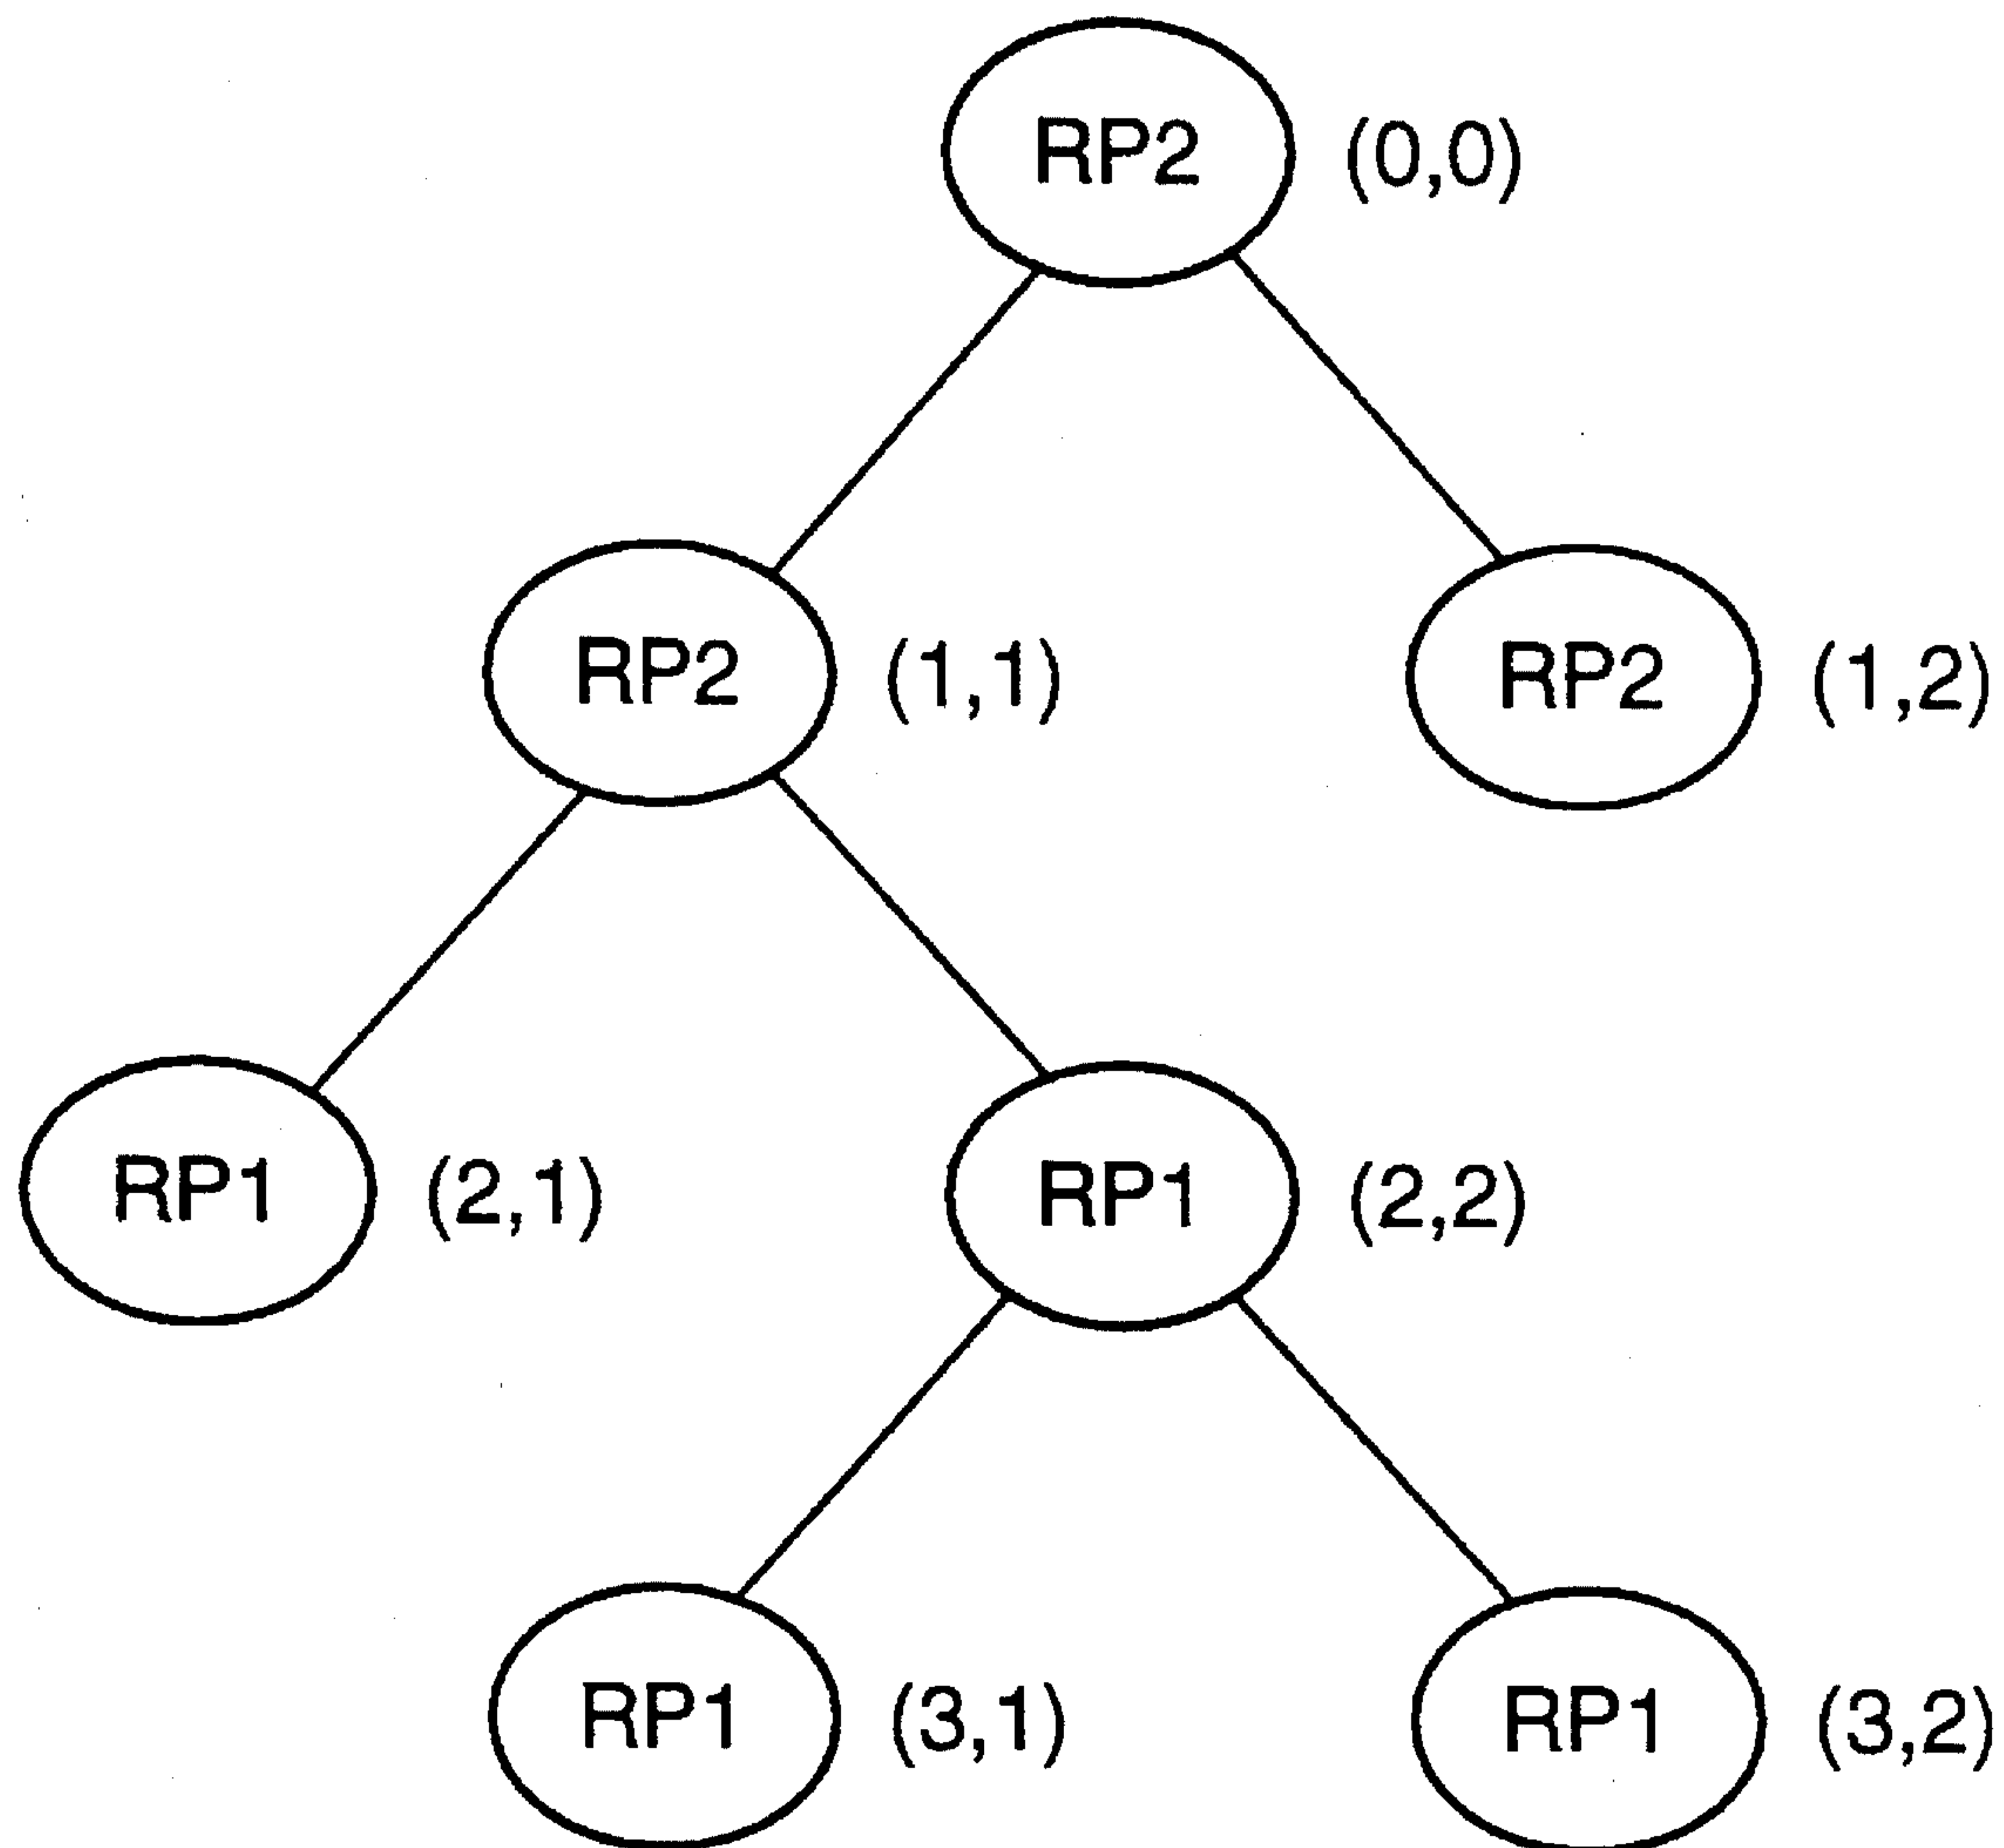 RP2 (0,0)
RP2 (1,1) RP2 (1,2)
RP1 (2,1) RP1 (2,2)
RP1 (3,1) RP1 (3,2)